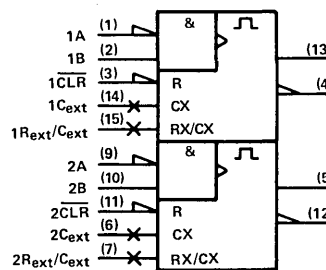 (1) & (13)
1A
(2)
1B
(3) (4
1CLR R
(14)
1Cext CX
(15)
1Rext/Cext RX/CX
(9) &
2A
(10) (5
2B
(11) (12
2CLR R
(6)
2Cext CX
(7)
2Rext/Cext RX/CX